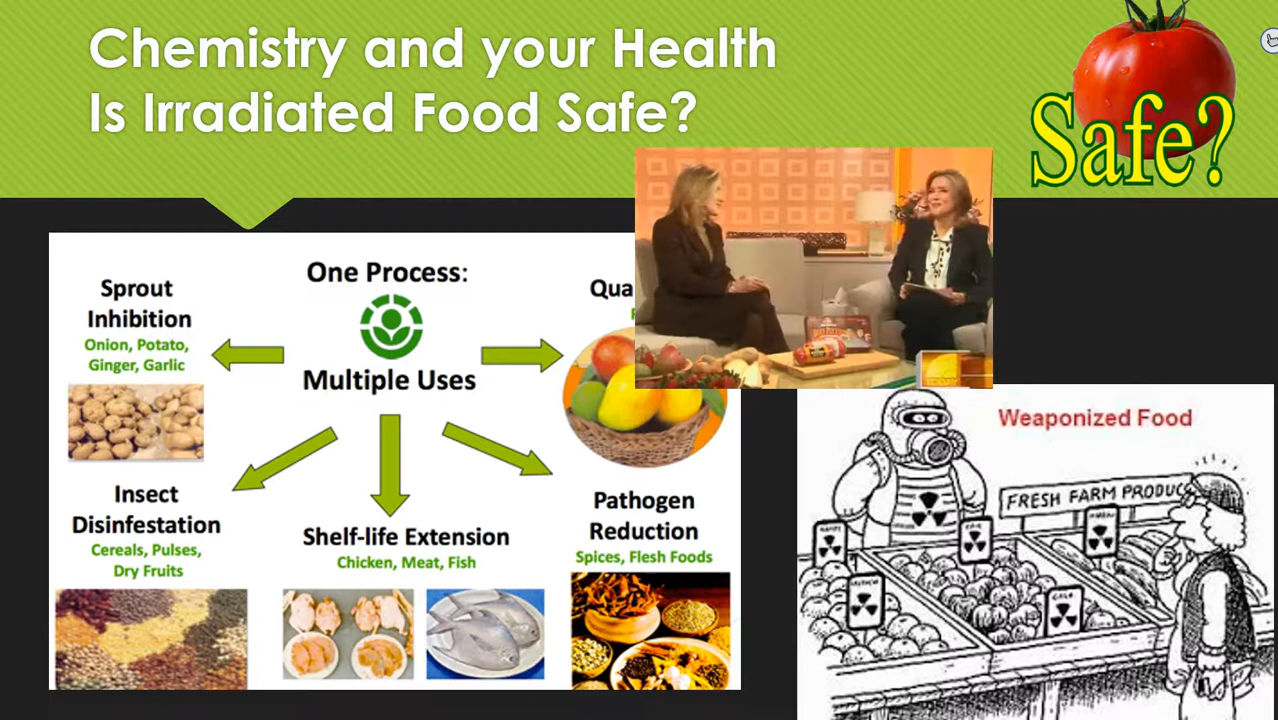 Chemistry and your Health
Is Irradiated Food Safe?
Safe?
One Process:
Multiple Uses
Sprout
Inhibition
Onion, Potato,
Ginger, Garlic
Insect
Disinfestation
Cereals, Pulses,
Dry Fruits
Shelf-life Extension
Chicken, Meat, Fish
Pathogen
Reduction
Spices, Flesh Foods
Qua
TODAY
Weaponized Food
FRESH FARM PRODUC